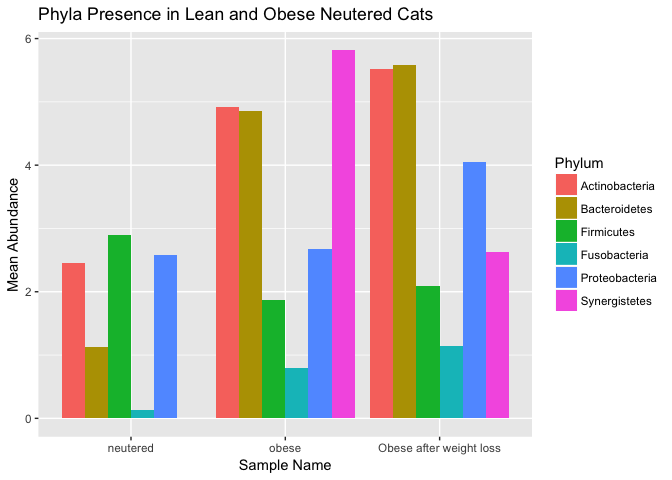 Phyla Presence in Lean and Obese Neutered Cats
6
4
2
0
Mean Abundance
neutered
obese
Obese after weight loss
Sample Name
Phylum
Actinobacteria
Bacteroidetes
Firmicutes
Fusobacteria
Proteobacteria
Synergistetes